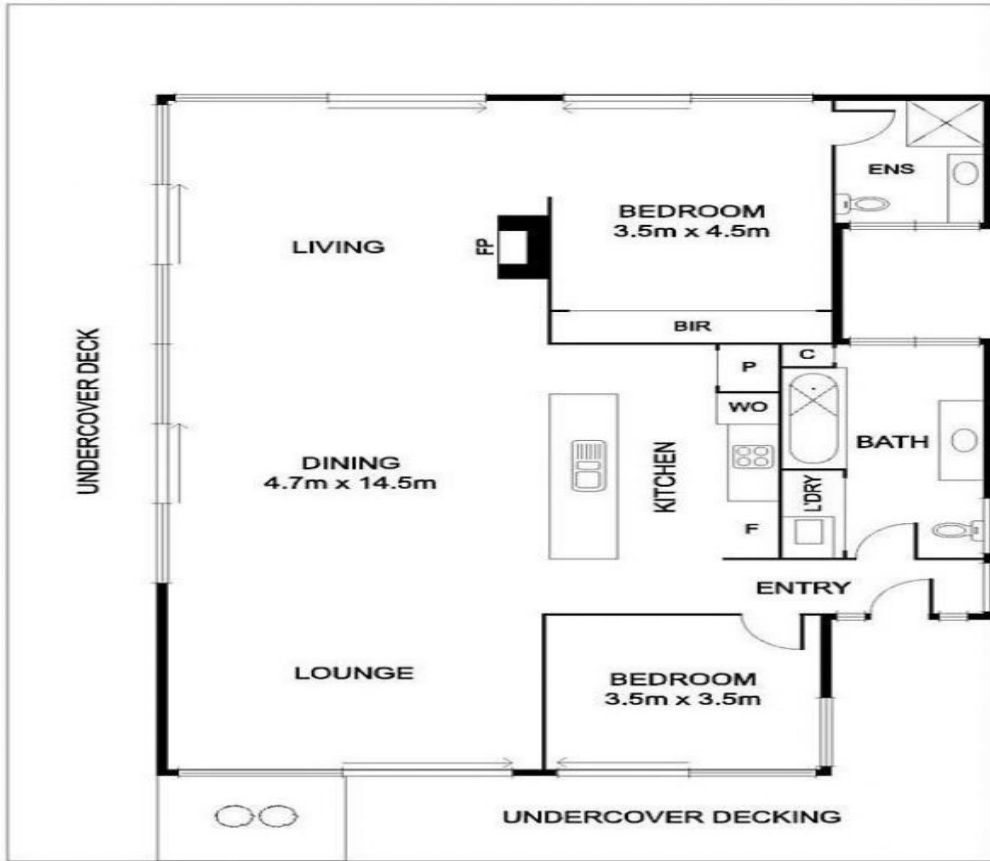 ENS
BEDROOM
3.5m x 4.5m
LIVING
FP
BIR
UNDERCOVER DECK
P
C
WO
DINING
4.7m x 14.5m
KITCHEN
BATH
L'DRY
F
ENTRY
LOUNGE
BEDROOM
3.5m x 3.5m
UNDERCOVER DECKING